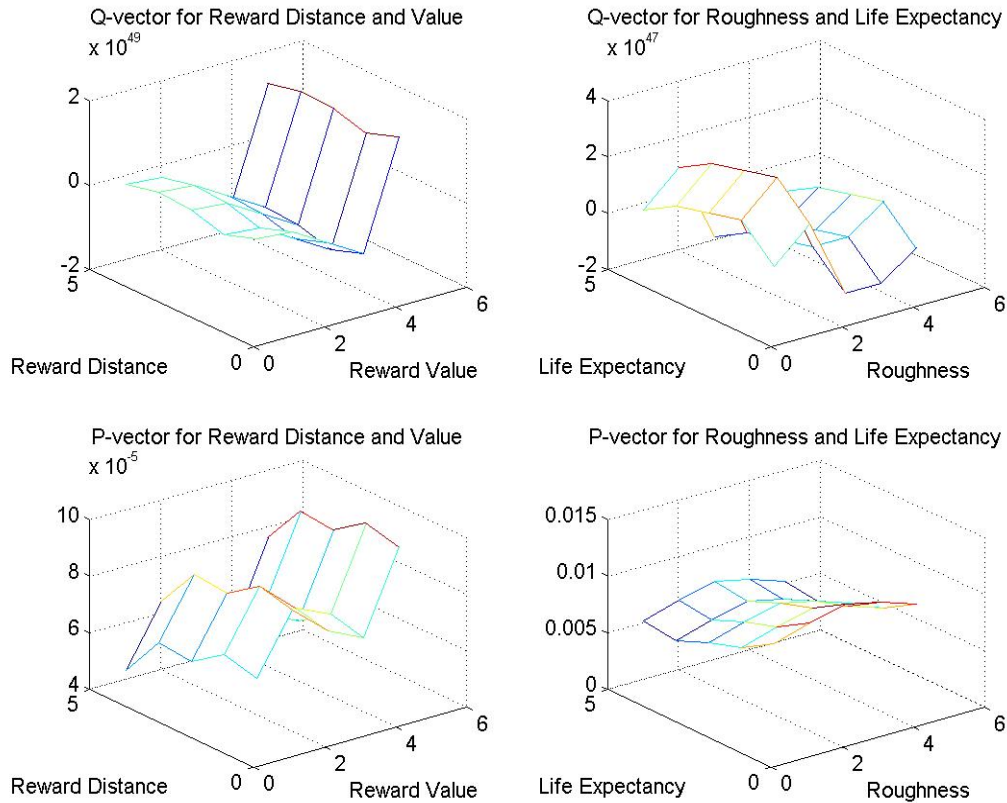 Q-vector for Reward Distance and Value
x 10^49
2
0
-2
5
0
0
2
4
6
Reward Distance
Reward Value
Q-vector for Roughness and Life Expectancy
x 10^47
4
2
0
-2
5
0
0
2
4
6
Life Expectancy
Roughness
P-vector for Reward Distance and Value
x 10^-5
10
8
6
4
5
0
0
2
4
6
Reward Distance
Reward Value
P-vector for Roughness and Life Expectancy
0.015
0.01
0.005
0
5
0
0
2
4
6
Life Expectancy
Roughness